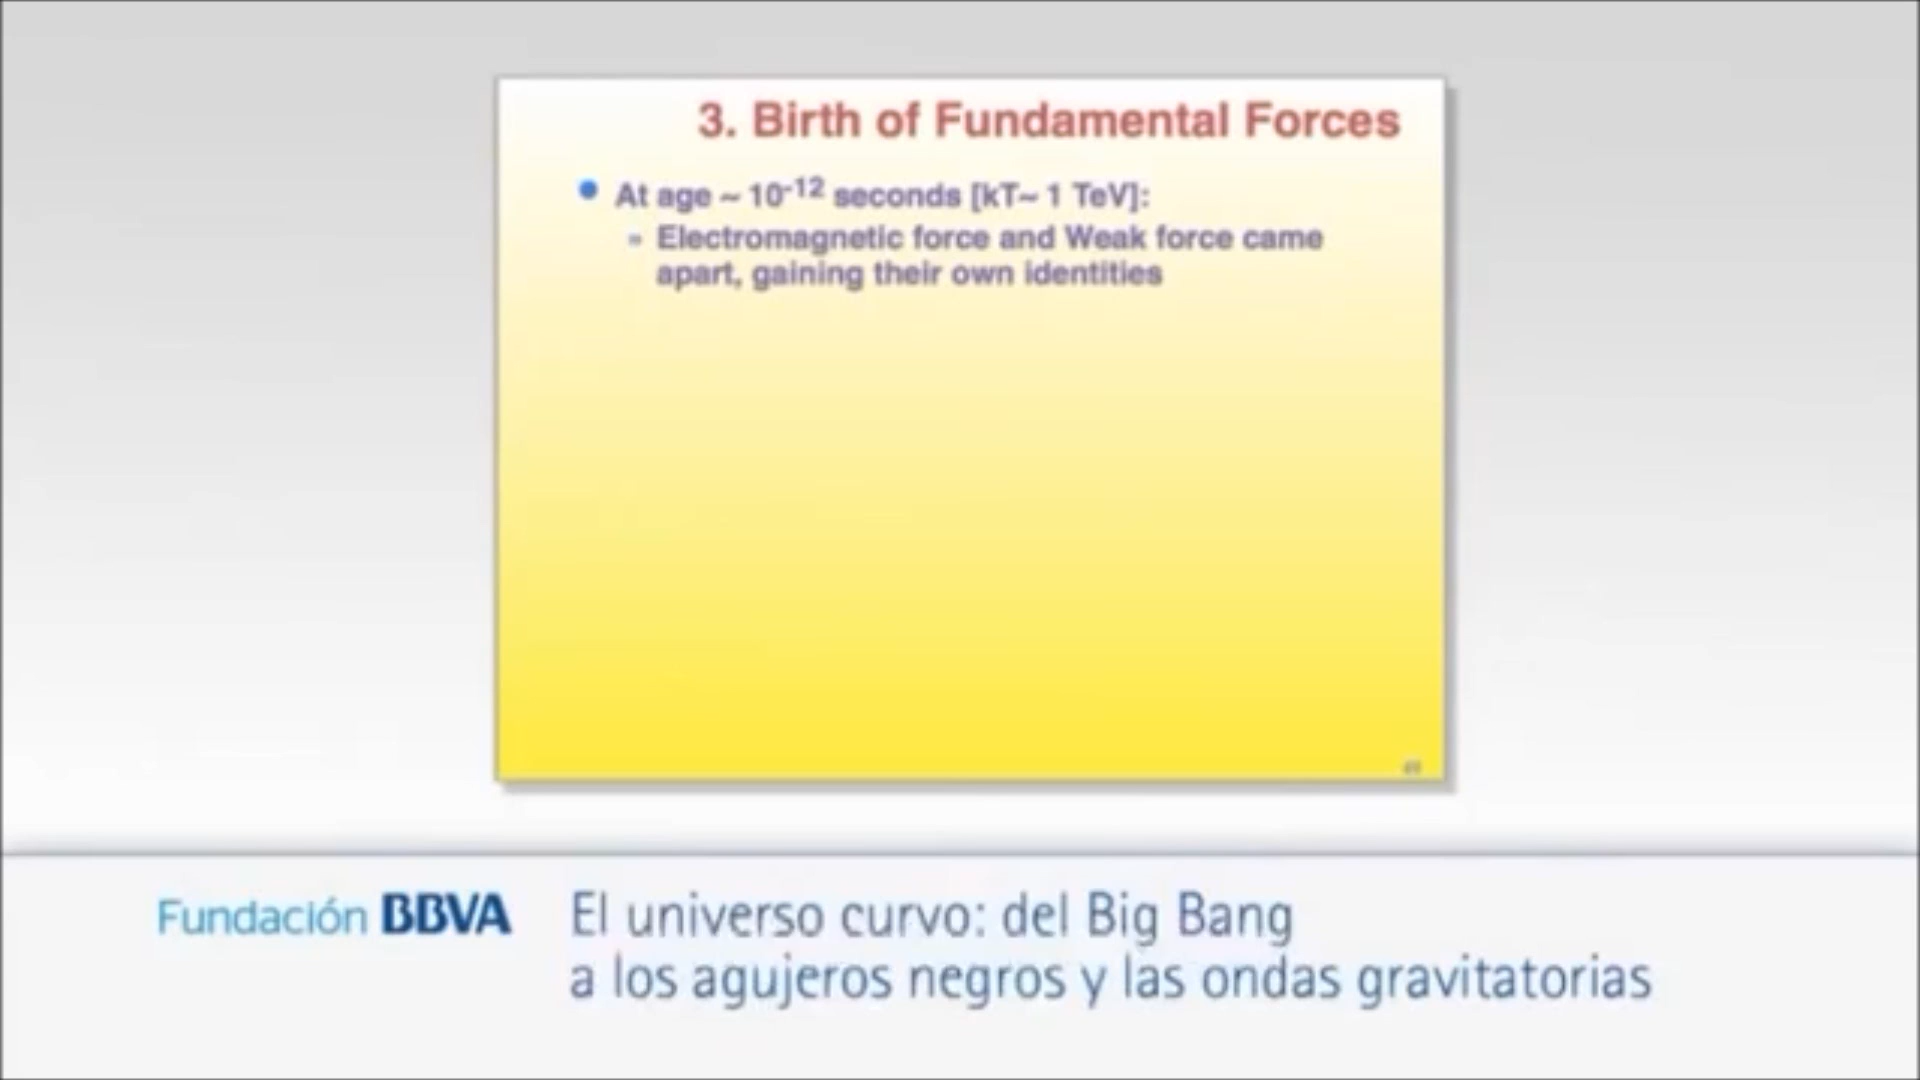 3. Birth of Fundamental Forces
At age ~ 10⁻¹² seconds [kT~ 1 TeV]:
Electromagnetic force and Weak force came
apart, gaining their own identities
Fundación BBVA
El universo curvo: del Big Bang
a los agujeros negros y las ondas gravitatorias